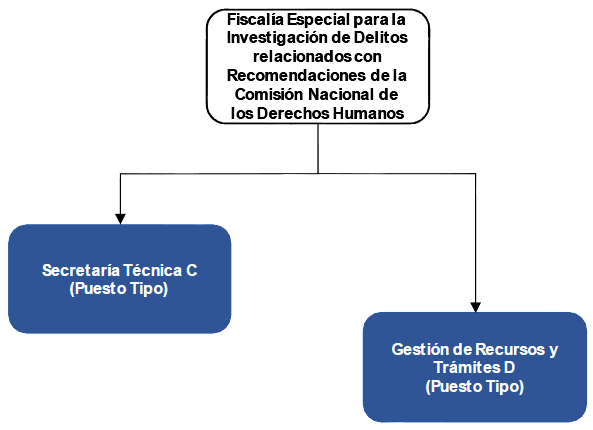 Fiscalía Especial para la
Investigación de Delitos
relacionados con
Recomendaciones de la
Comisión Nacional de
los Derechos Humanos
Secretaría Técnica C
(Puesto Tipo)
Gestión de Recursos y
Trámites D
(Puesto Tipo)